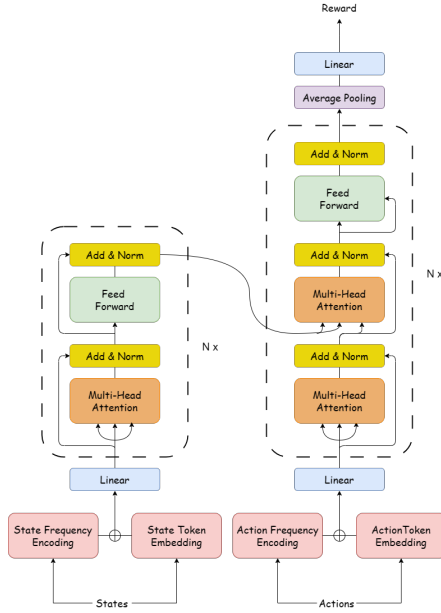 Reward
Linear
Average Pooling
Add & Norm
Feed
Forward
Add & Norm
Multi-Head
Attention
N x
Add & Norm
Multi-Head
Attention
Linear
Action Frequency
Encoding
ActionToken
Embedding
Actions
Add & Norm
Feed
Forward
N x
Add & Norm
Multi-Head
Attention
Linear
State Frequency
Encoding
State Token
Embedding
States